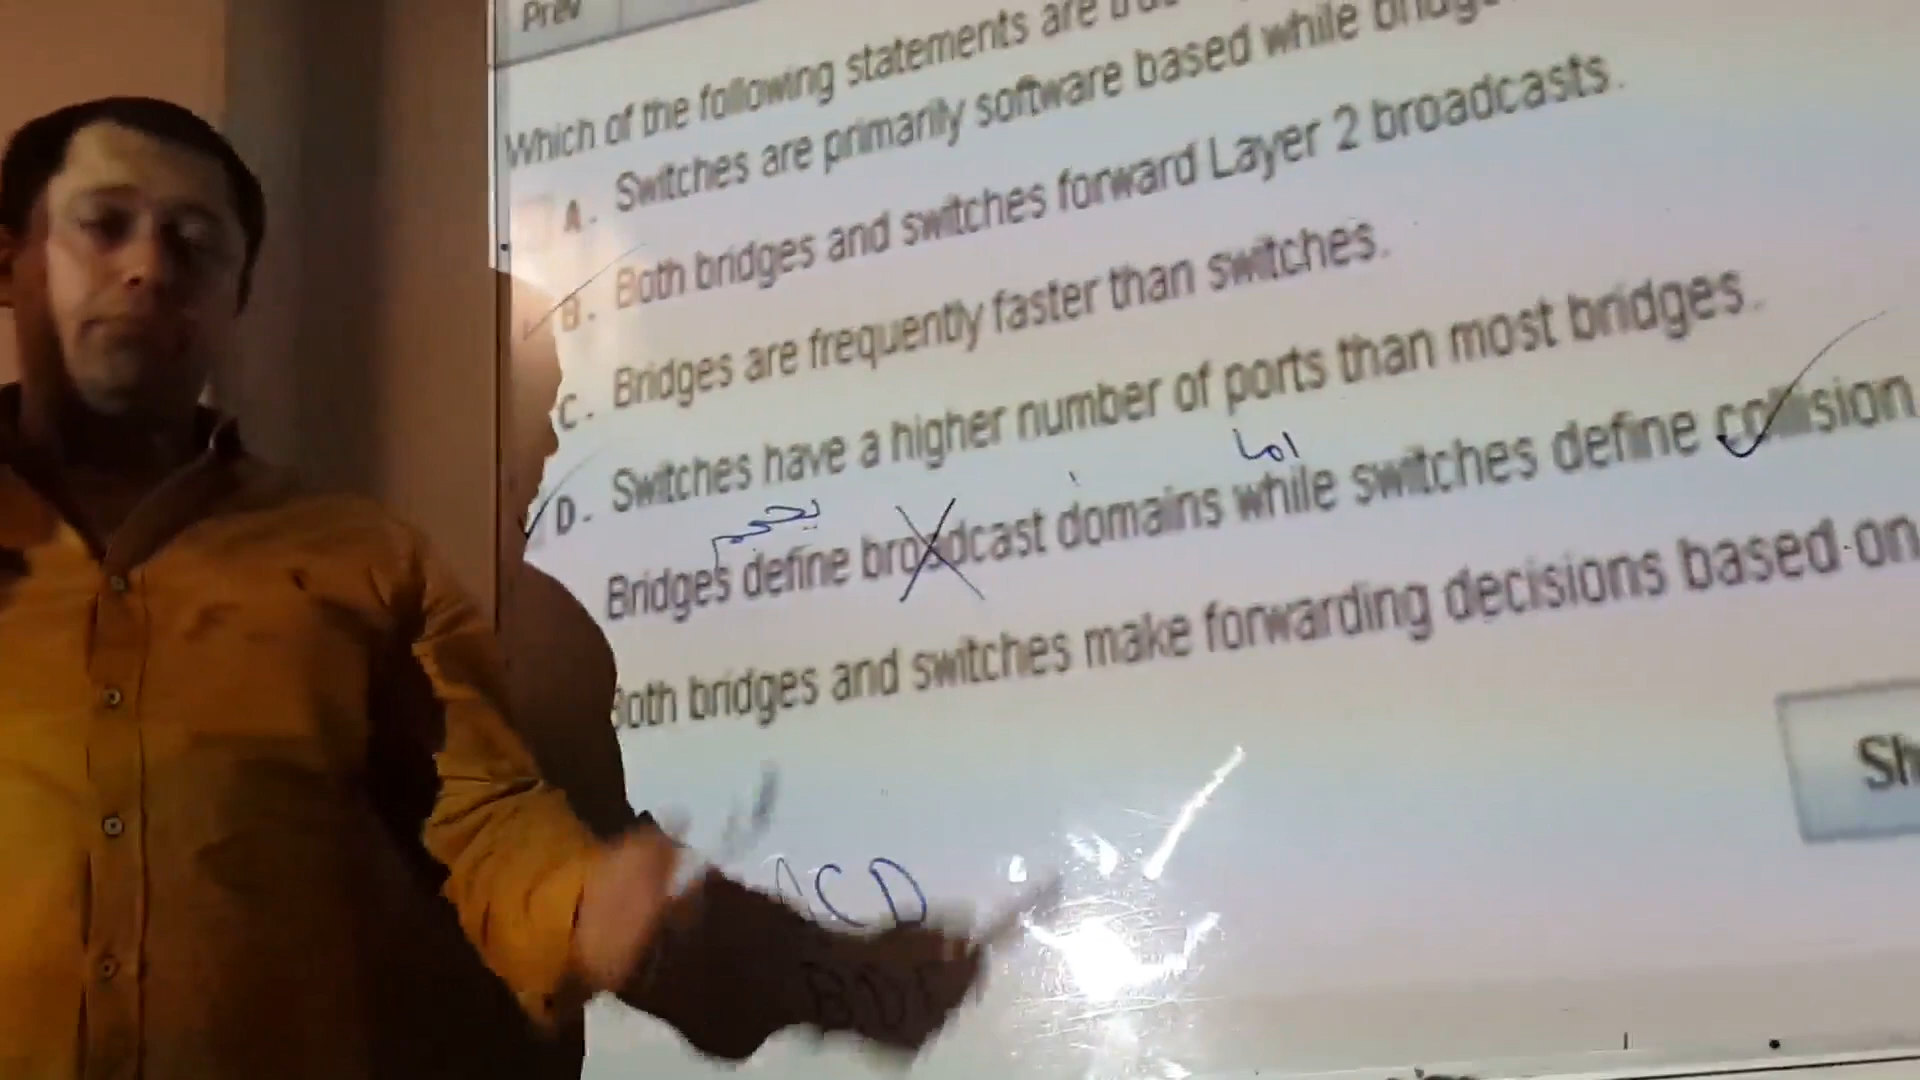 Prev
Which of the following statements are
A. Switches are primarily software based while
B. Both bridges and switches forward Layer 2 broadcasts.
C. Bridges are frequently faster than switches.
D. Switches have a higher number of ports than most bridges.
اما
Bridges define broadcast domains while switches define collision
Both bridges and switches make forwarding decisions based on
Sh
CD